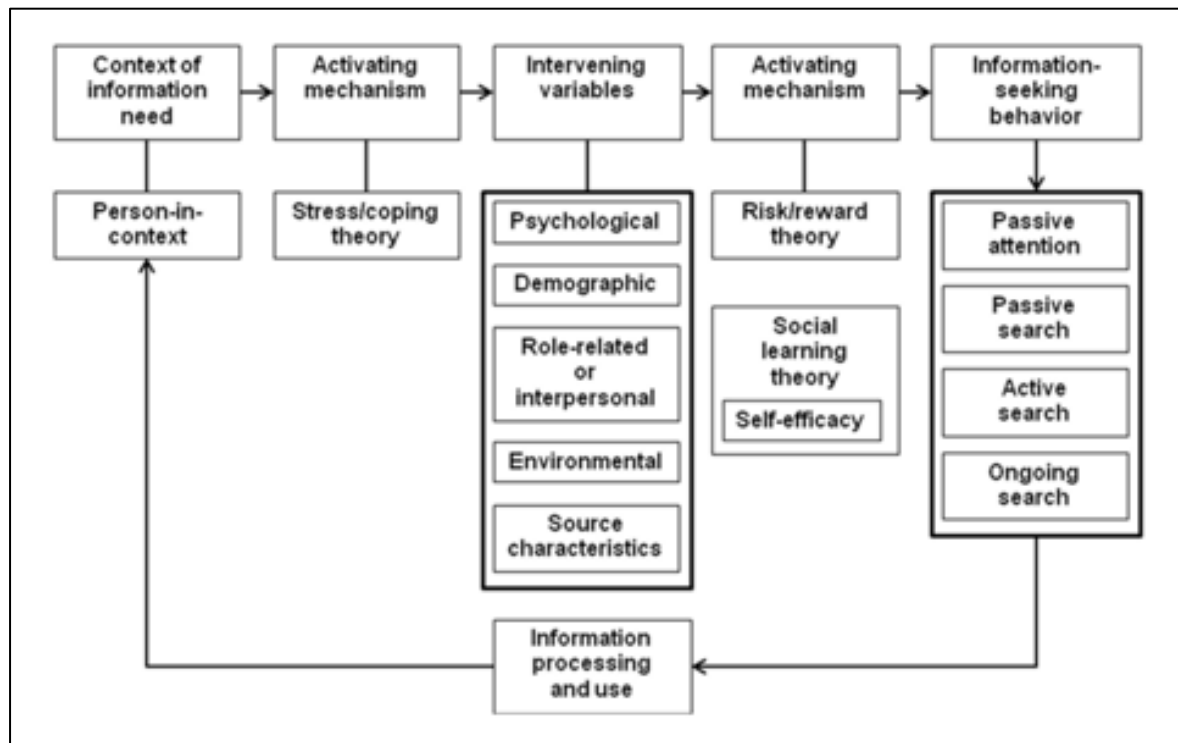 Context of
information
need
Activating
mechanism
Intervening
variables
Activating
mechanism
Information-
seeking
behavior
Person-in-
context
Stress/coping
theory
Psychological
Demographic
Role-related
or
interpersonal
Environmental
Source
characteristics
Risk/reward
theory
Social
learning
theory
Self-efficacy
Passive
attention
Passive
search
Active
search
Ongoing
search
Information
processing
and use